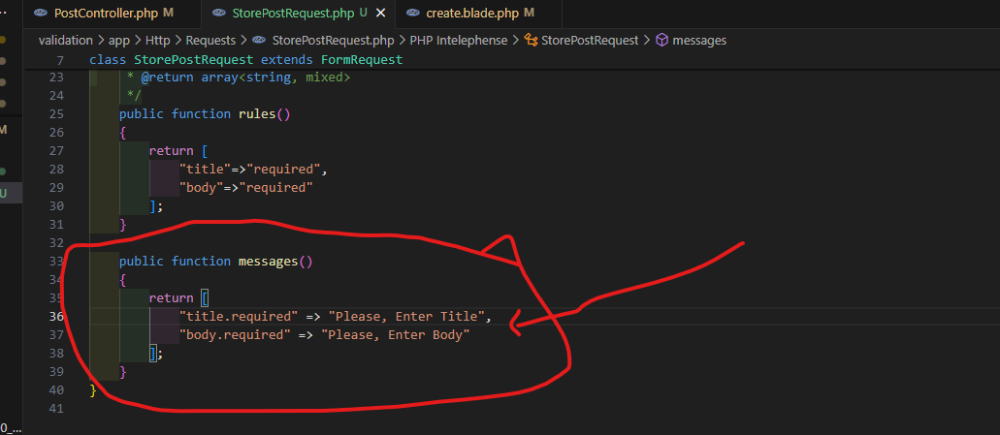 PostController.php M
StorePostRequest.php U
create.blade.php M
validation > app > Http > Requests > StorePostRequest.php > PHP Intelephense > StorePostRequest > messages
7 class StorePostRequest extends FormRequest
23 * @return array<string, mixed>
24 */
25 public function rules()
26 {
27 return [
28 "title"=>"required",
29 "body"=>"required"
30 ];
31 }
32
33 public function messages()
34 {
35 return [
36 "title.required" => "Please, Enter Title",
37 "body.required" => "Please, Enter Body"
38 ];
39 }
40 }
41
M
U
0_...